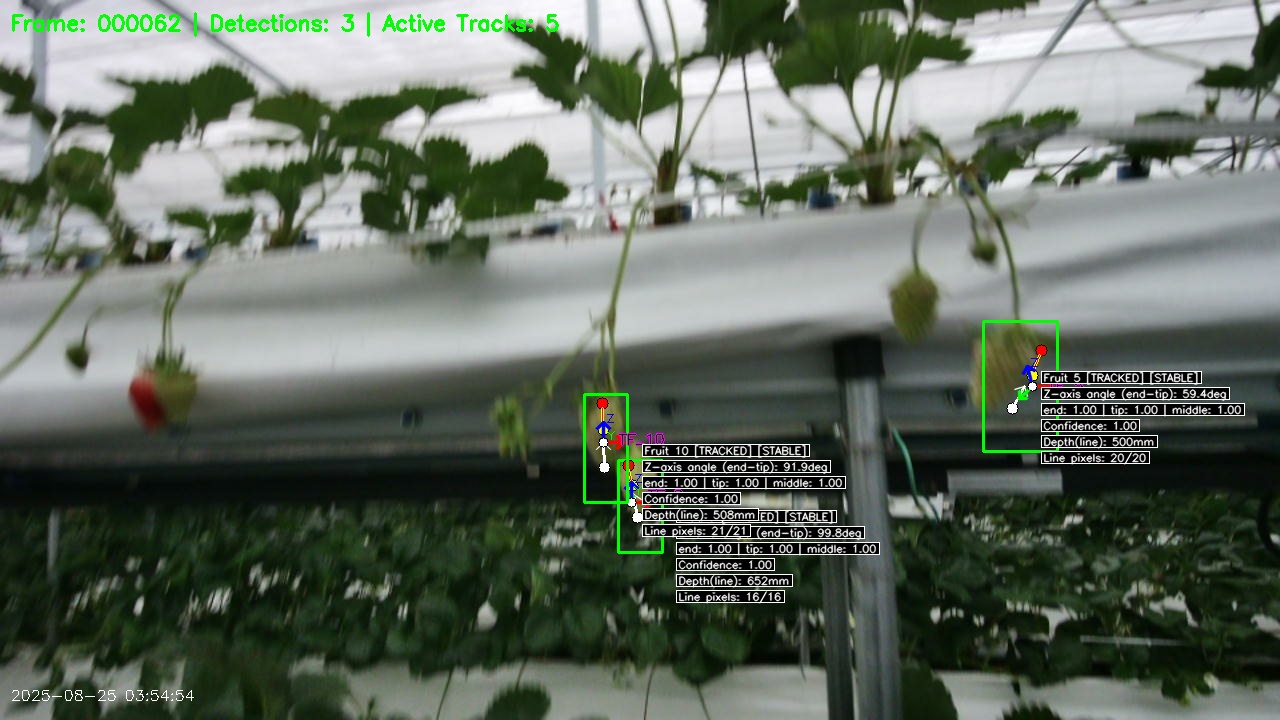 Frame: 000062 | Detections: 3 | Active Tracks: 5
Fruit 5 [TRACKED] [STABLE]
Z-axis angle (end-tip): 59.4deg
end: 1.00 | tip: 1.00 | middle: 1.00
Confidence: 1.00
Depth(line): 500mm
Line pixels: 20/20
TF_10
Fruit 10 [TRACKED] [STABLE]
Z-axis angle (end-tip): 91.9deg
end: 1.00 | tip: 1.00 | middle: 1.00
Confidence: 1.00
Depth(line): 508mm
Line pixels: 21/21
ED] [STABLE]
(end-tip): 99.8deg
end: 1.00 | tip: 1.00 | middle: 1.00
Confidence: 1.00
Depth(line): 652mm
Line pixels: 16/16
2025-08-25 03:54:54